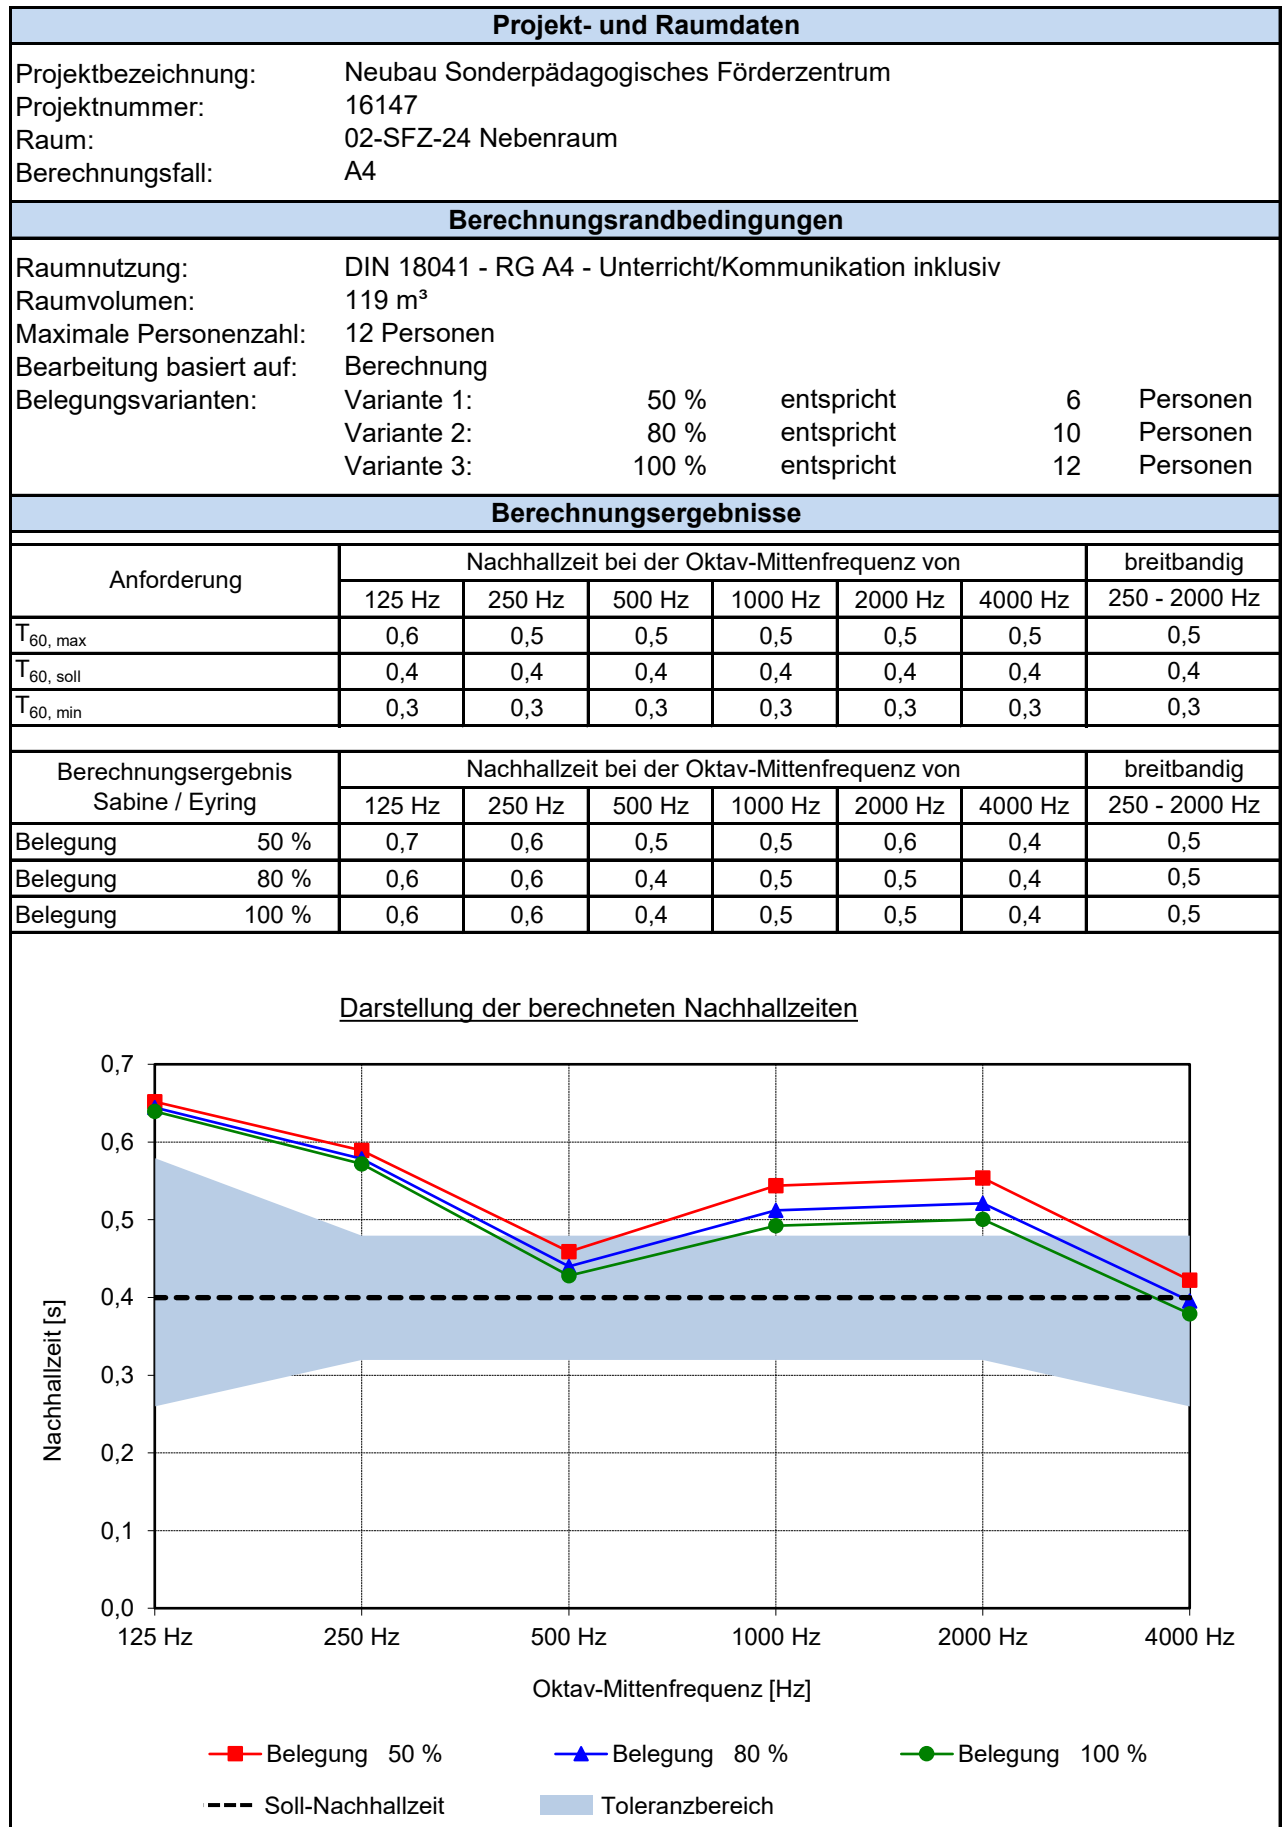 Projekt- und Raumdaten
Projektbezeichnung: Neubau Sonderpädagogisches Förderzentrum
Projektnummer: 16147
Raum: 02-SFZ-24 Nebenraum
Berechnungsfall: A4
Berechnungsrandbedingungen
Raumnutzung: DIN 18041 - RG A4 - Unterricht/Kommunikation inklusiv
Raumvolumen: 119 m³
Maximale Personenzahl: 12 Personen
Bearbeitung basiert auf: Berechnung
Belegungsvarianten: Variante 1: 50 % entspricht 6 Personen
Variante 2: 80 % entspricht 10 Personen
Variante 3: 100 % entspricht 12 Personen
Berechnungsergebnisse
Anforderung Nachhallzeit bei der Oktav-Mittenfrequenz von breitbandig
125 Hz 250 Hz 500 Hz 1000 Hz 2000 Hz 4000 Hz 250 - 2000 Hz
T60, max 0,6 0,5 0,5 0,5 0,5 0,5 0,5
T60, soll 0,4 0,4 0,4 0,4 0,4 0,4 0,4
T60, min 0,3 0,3 0,3 0,3 0,3 0,3 0,3
Berechnungsergebnis Nachhallzeit bei der Oktav-Mittenfrequenz von breitbandig
Sabine / Eyring 125 Hz 250 Hz 500 Hz 1000 Hz 2000 Hz 4000 Hz 250 - 2000 Hz
Belegung 50 % 0,7 0,6 0,5 0,5 0,6 0,4 0,5
Belegung 80 % 0,6 0,6 0,4 0,5 0,5 0,4 0,5
Belegung 100 % 0,6 0,6 0,4 0,5 0,5 0,4 0,5
Darstellung der berechneten Nachhallzeiten
0,7
0,6
0,5
0,4
0,3
0,2
0,1
0,0
Nachhallzeit [s]
125 Hz 250 Hz 500 Hz 1000 Hz 2000 Hz 4000 Hz
Oktav-Mittenfrequenz [Hz]
Belegung 50 % Belegung 80 % Belegung 100 %
Soll-Nachhallzeit Toleranzbereich